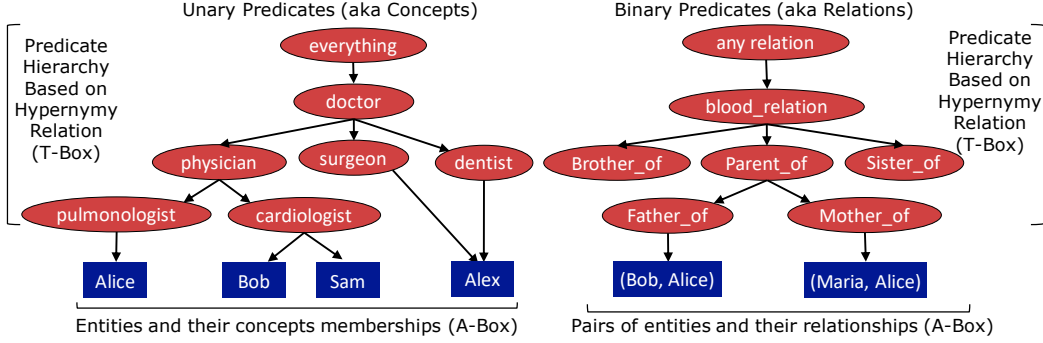 Unary Predicates (aka Concepts)
Binary Predicates (aka Relations)
Predicate
Hierarchy
Based on
Hypernymy
Relation
(T-Box)
everything
doctor
physician
surgeon
dentist
pulmonologist
cardiologist
Alice
Bob
Sam
Alex
Entities and their concepts memberships (A-Box)
any relation
blood_relation
Brother_of
Parent_of
Sister_of
Father_of
Mother_of
(Bob, Alice)
(Maria, Alice)
Pairs of entities and their relationships (A-Box)
Predicate
Hierarchy
Based on
Hypernymy
Relation
(T-Box)